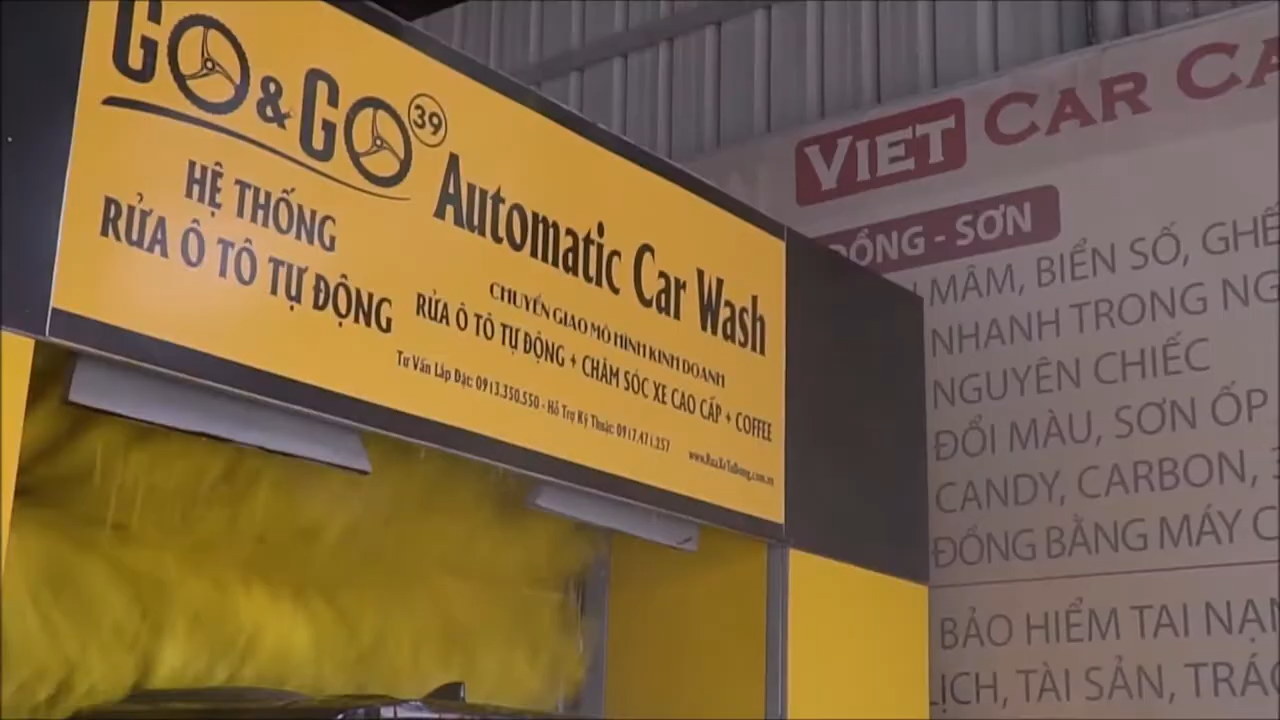 GO & GO 39
Automatic Car Wash
HỆ THỐNG
RỬA Ô TÔ TỰ ĐỘNG
CHUYỂN GIAO MÔ HÌNH KINH DOANH
RỬA Ô TÔ TỰ ĐỘNG + CHĂM SÓC XE CAO CẤP + COFFEE
Tư Vấn Lắp Đặt: 0913.350.550 - Hỗ Trợ Kỹ Thuật: 0917.471.257
www.RuaXeTuDong.com.vn
VIET CAR CA
ĐỒNG - SƠN
MÂM, BIỂN SỐ, GHẾ
NHANH TRONG NG
NGUYÊN CHIẾC
ĐỔI MÀU, SƠN ỐP
CANDY, CARBON,
ĐỒNG BẰNG MÁY C
BẢO HIỂM TAI NẠN
LỊCH, TÀI SẢN, TRÁC